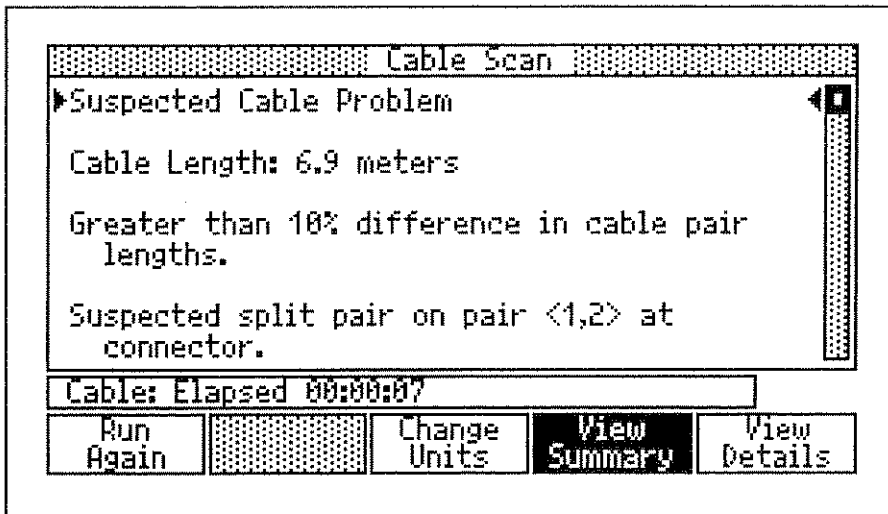 Cable Scan
Suspected Cable Problem
Cable Length: 6.9 meters
Greater than 10% difference in cable pair
lengths.
Suspected split pair on pair <1,2> at
connector.
Cable: Elapsed 00:00:07
Run
Again
Change
Units
View
Summary
View
Details